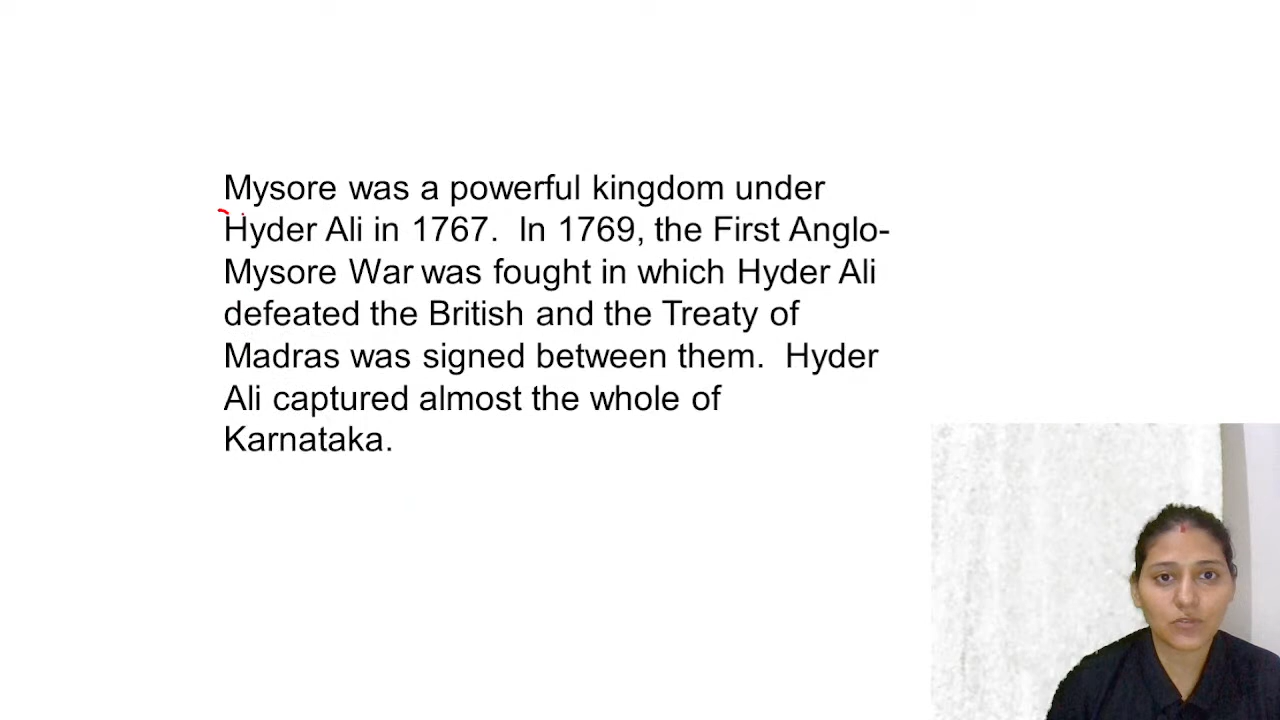 Mysore was a powerful kingdom under
Hyder Ali in 1767.  In 1769, the First Anglo-
Mysore War was fought in which Hyder Ali
defeated the British and the Treaty of
Madras was signed between them.  Hyder
Ali captured almost the whole of
Karnataka.